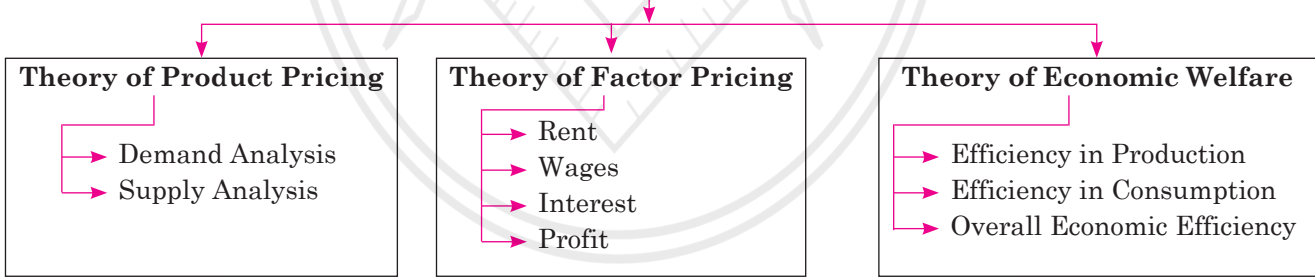 Theory of Product Pricing
Demand Analysis
Supply Analysis
Theory of Factor Pricing
Rent
Wages
Interest
Profit
Theory of Economic Welfare
Efficiency in Production
Efficiency in Consumption
Overall Economic Efficiency